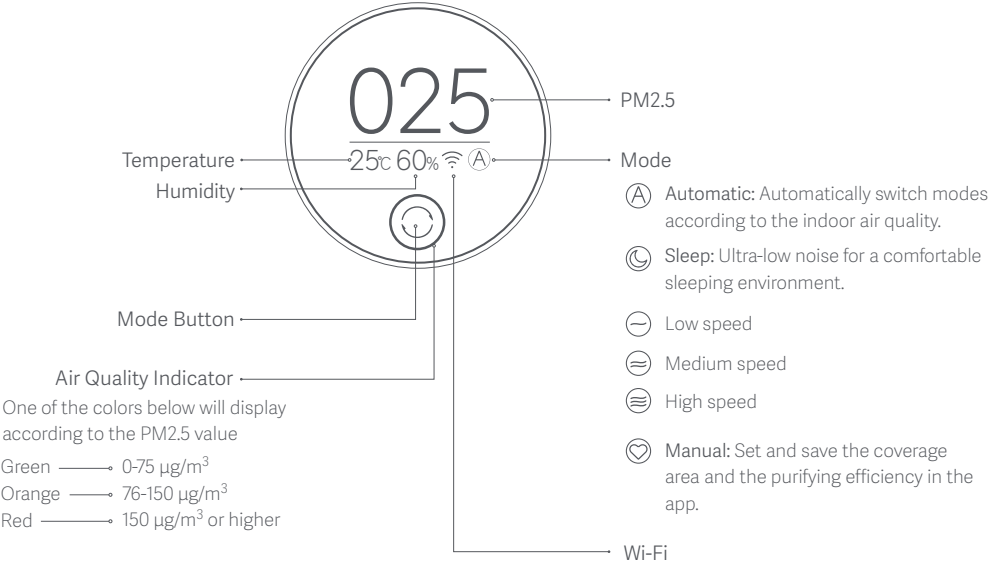 025
PM2.5
25℃ 60% A
Temperature
Humidity
Mode
A Automatic: Automatically switch modes
according to the indoor air quality.
Sleep: Ultra-low noise for a comfortable
sleeping environment.
Low speed
Medium speed
High speed
Manual: Set and save the coverage
area and the purifying efficiency in the
app.
Mode Button
Air Quality Indicator
One of the colors below will display
according to the PM2.5 value
Green 0-75 µg/m³
Orange 76-150 µg/m³
Red 150 µg/m³ or higher
Wi-Fi